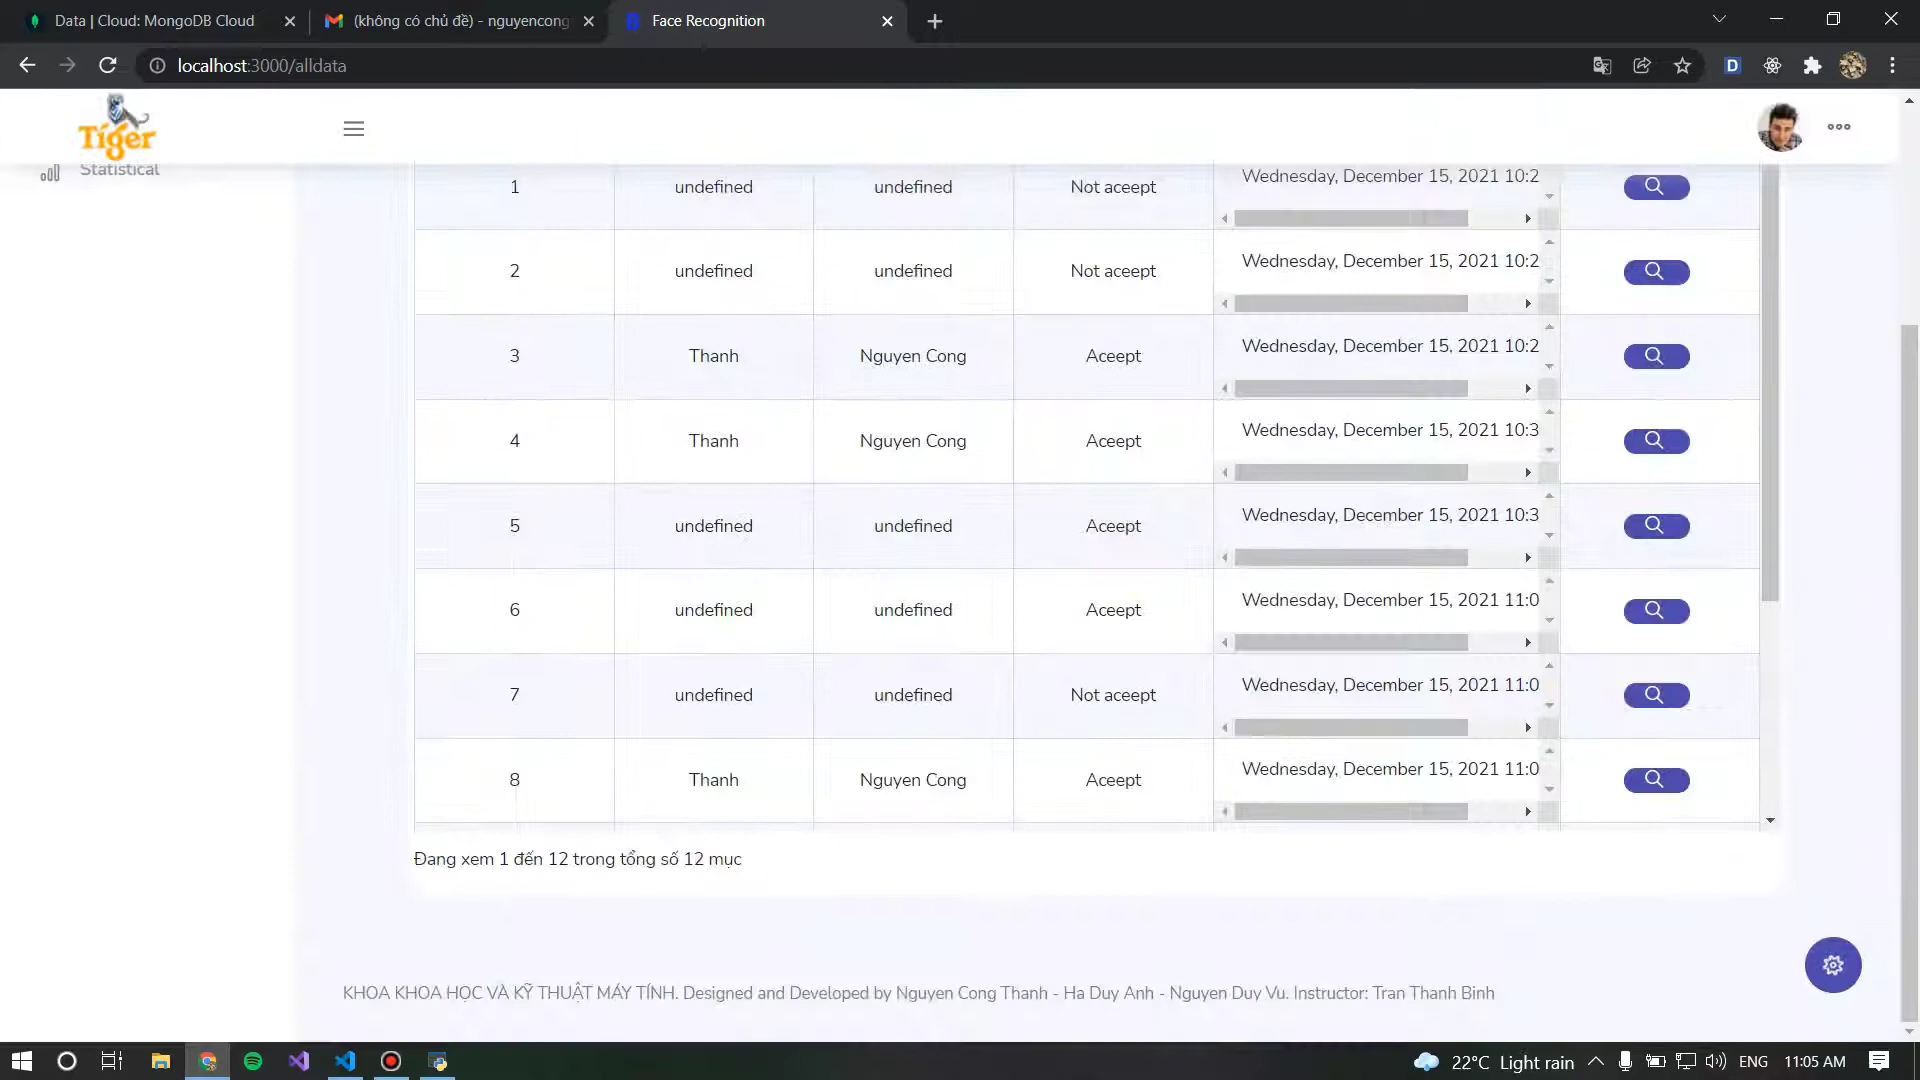 Data | Cloud: MongoDB Cloud
(không có chủ đề) - nguyencong
Face Recognition
localhost:3000/alldata
Tiger
Statistical
1 undefined undefined Not aceept Wednesday, December 15, 2021 10:2
2 undefined undefined Not aceept Wednesday, December 15, 2021 10:2
3 Thanh Nguyen Cong Aceept Wednesday, December 15, 2021 10:2
4 Thanh Nguyen Cong Aceept Wednesday, December 15, 2021 10:3
5 undefined undefined Aceept Wednesday, December 15, 2021 10:3
6 undefined undefined Aceept Wednesday, December 15, 2021 11:0
7 undefined undefined Not aceept Wednesday, December 15, 2021 11:0
8 Thanh Nguyen Cong Aceept Wednesday, December 15, 2021 11:0
Đang xem 1 đến 12 trong tổng số 12 mục
KHOA KHOA HỌC VÀ KỸ THUẬT MÁY TÍNH. Designed and Developed by Nguyen Cong Thanh - Ha Duy Anh - Nguyen Duy Vu. Instructor: Tran Thanh Binh
22°C Light rain ENG 11:05 AM